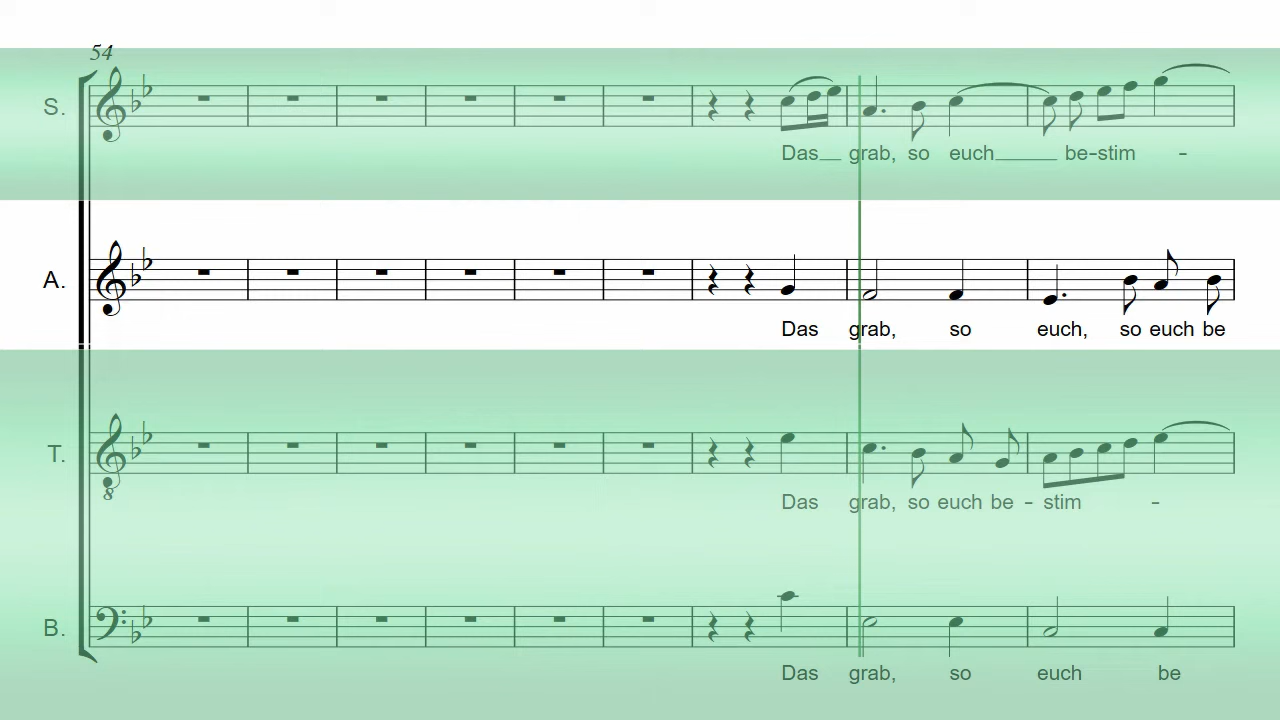 54
S.
Das__ grab, so euch______ be-stim -
A.
Das grab, so euch, so euch be
T.
8
Das grab, so euch be - stim -
B.
Das grab, so euch be